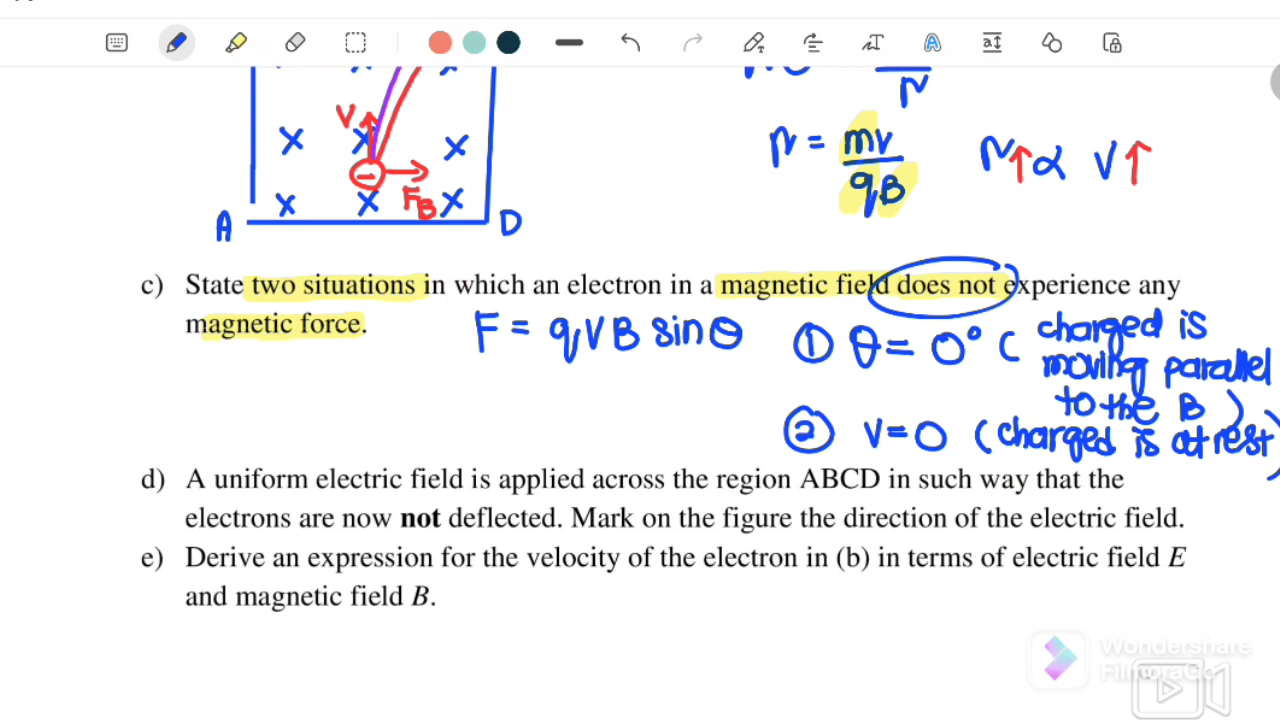 V
r
r = mv
qB
r↑ ∝ V↑
x x x
x x x
F_B
A D
c) State two situations in which an electron in a magnetic field does not experience any
magnetic force.
F = qVB sinθ
① θ = 0° ( charged is
moving parallel
to the B )
② V=0 (charged is at rest)
d) A uniform electric field is applied across the region ABCD in such way that the
electrons are now not deflected. Mark on the figure the direction of the electric field.
e) Derive an expression for the velocity of the electron in (b) in terms of electric field E
and magnetic field B.
Wondershare
FilmoraGo